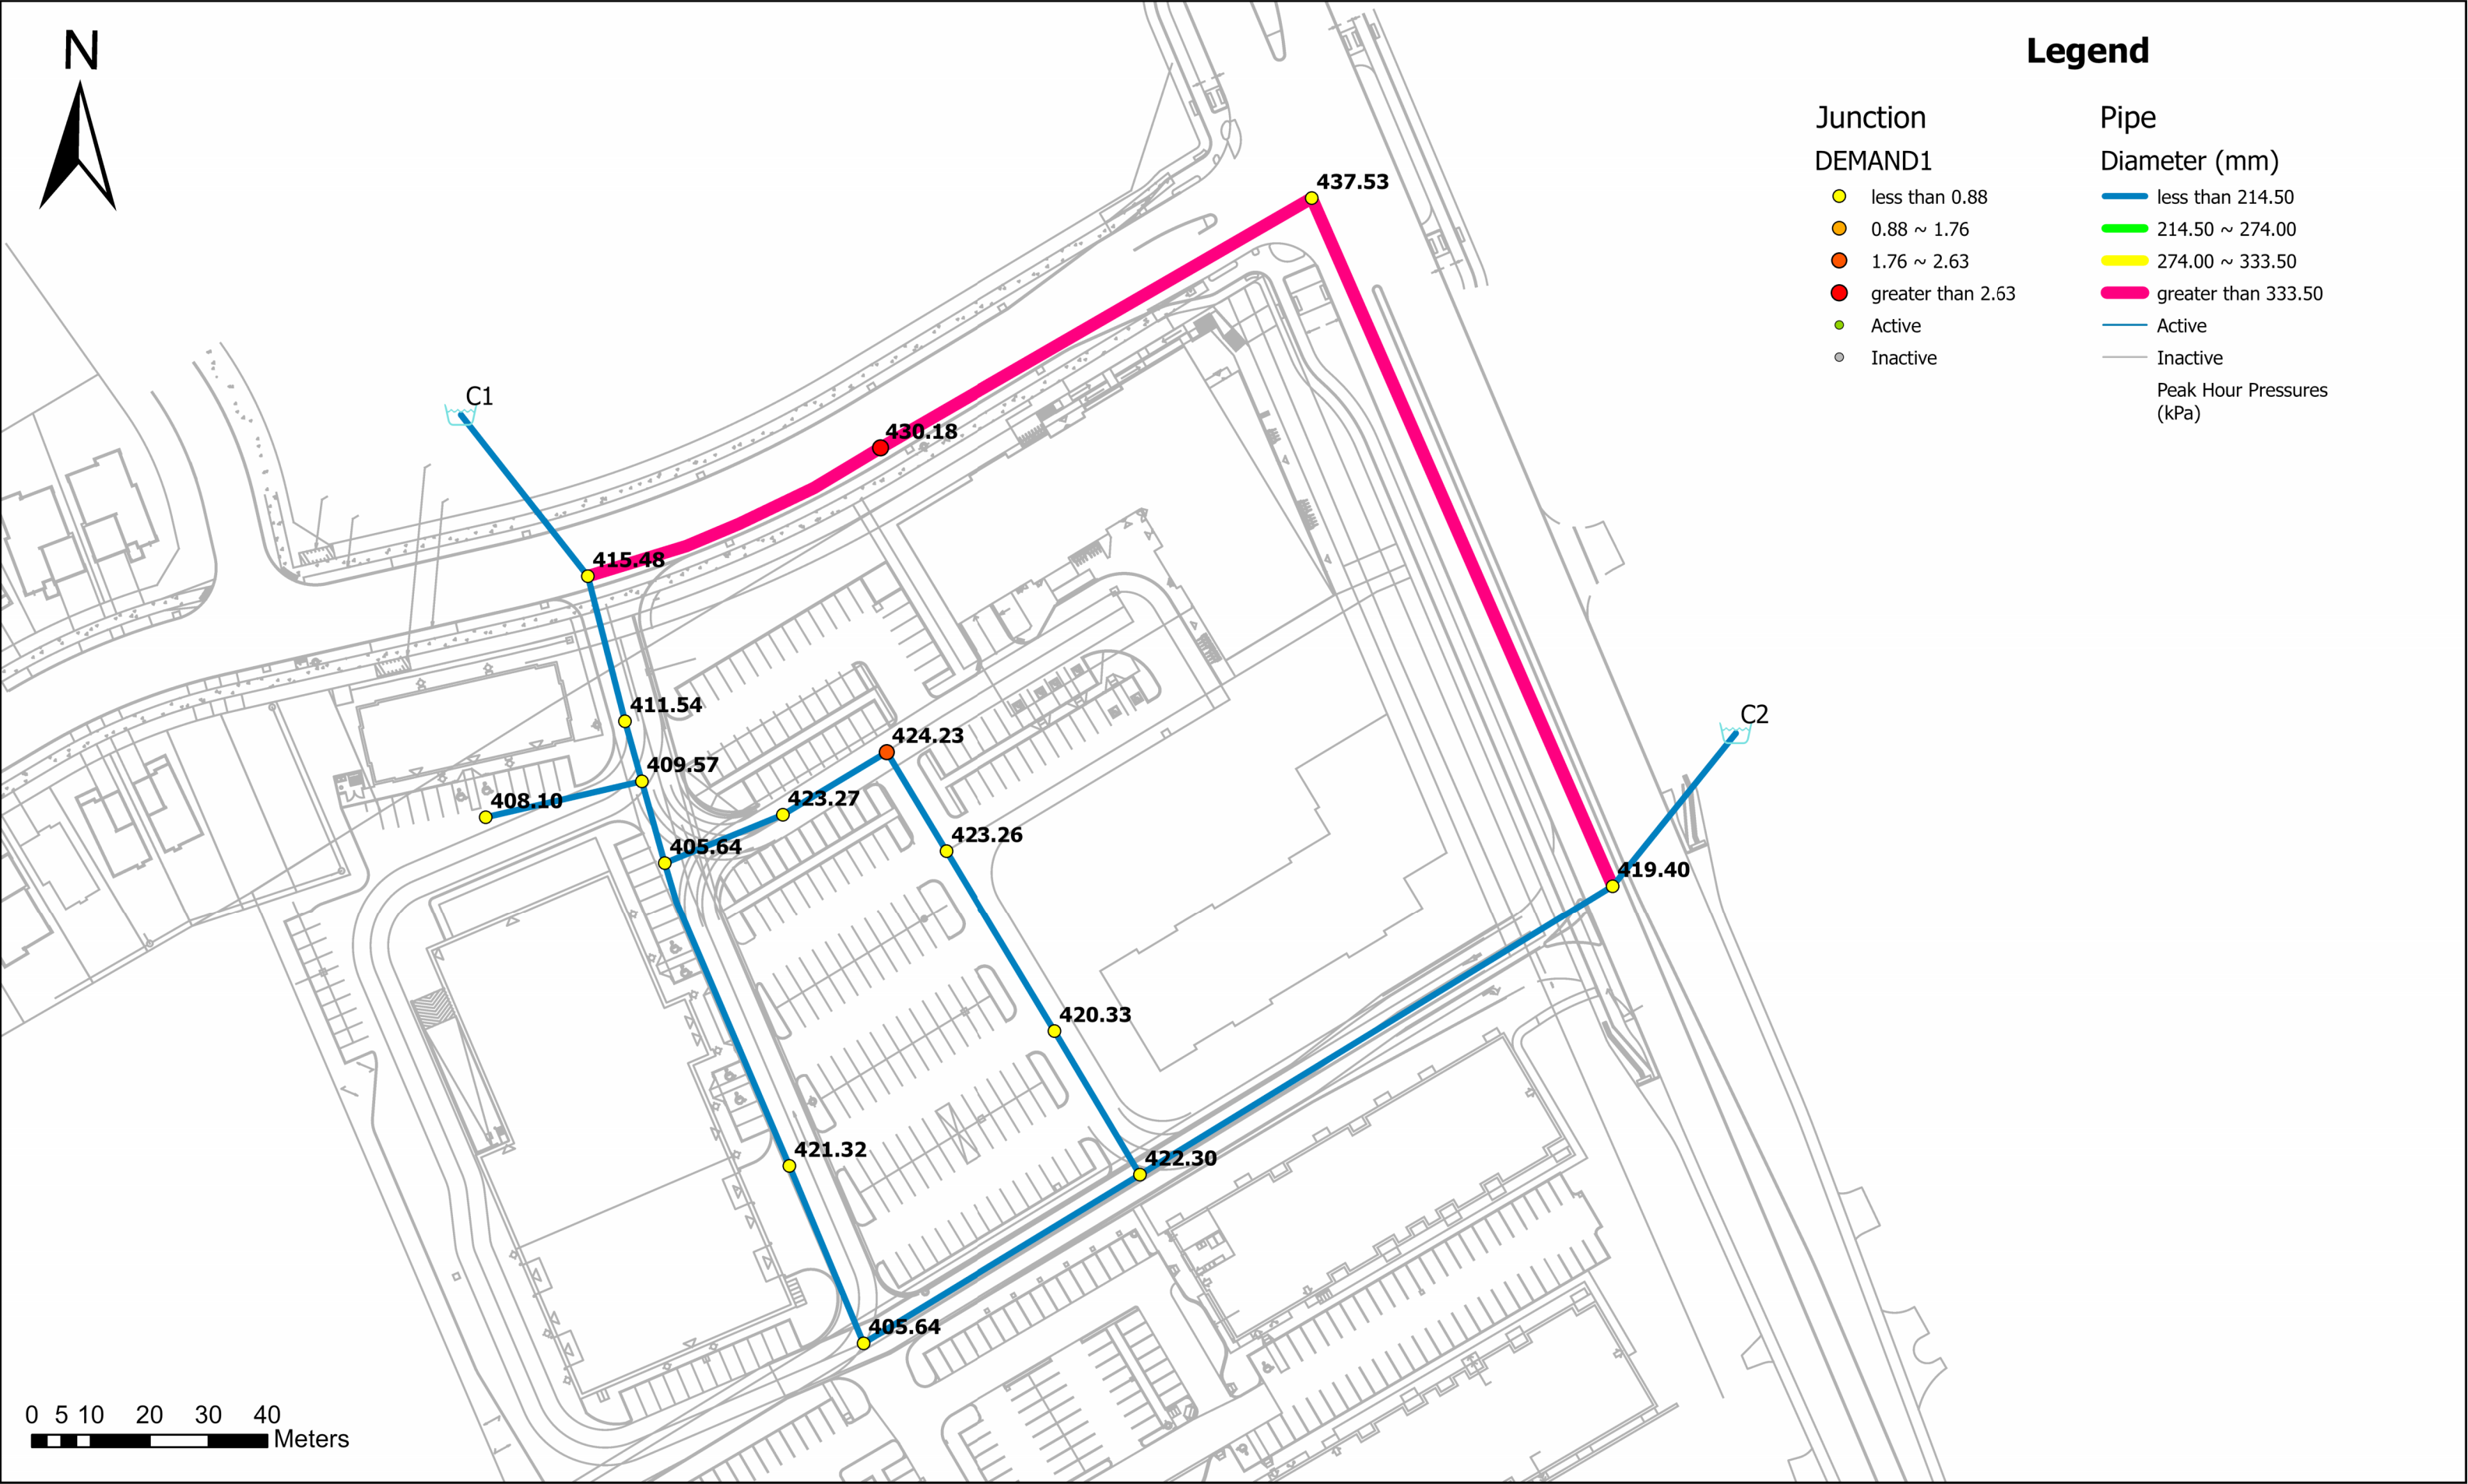 N
Legend
Junction
DEMAND1
less than 0.88
0.88 ~ 1.76
1.76 ~ 2.63
greater than 2.63
Active
Inactive
Pipe
Diameter (mm)
less than 214.50
214.50 ~ 274.00
274.00 ~ 333.50
greater than 333.50
Active
Inactive
Peak Hour Pressures
(kPa)
437.53
C1
430.18
415.48
411.54
C2
424.23
409.57
408.10
423.27
423.26
405.64
419.40
420.33
421.32
422.30
405.64
0 5 10 20 30 40
Meters